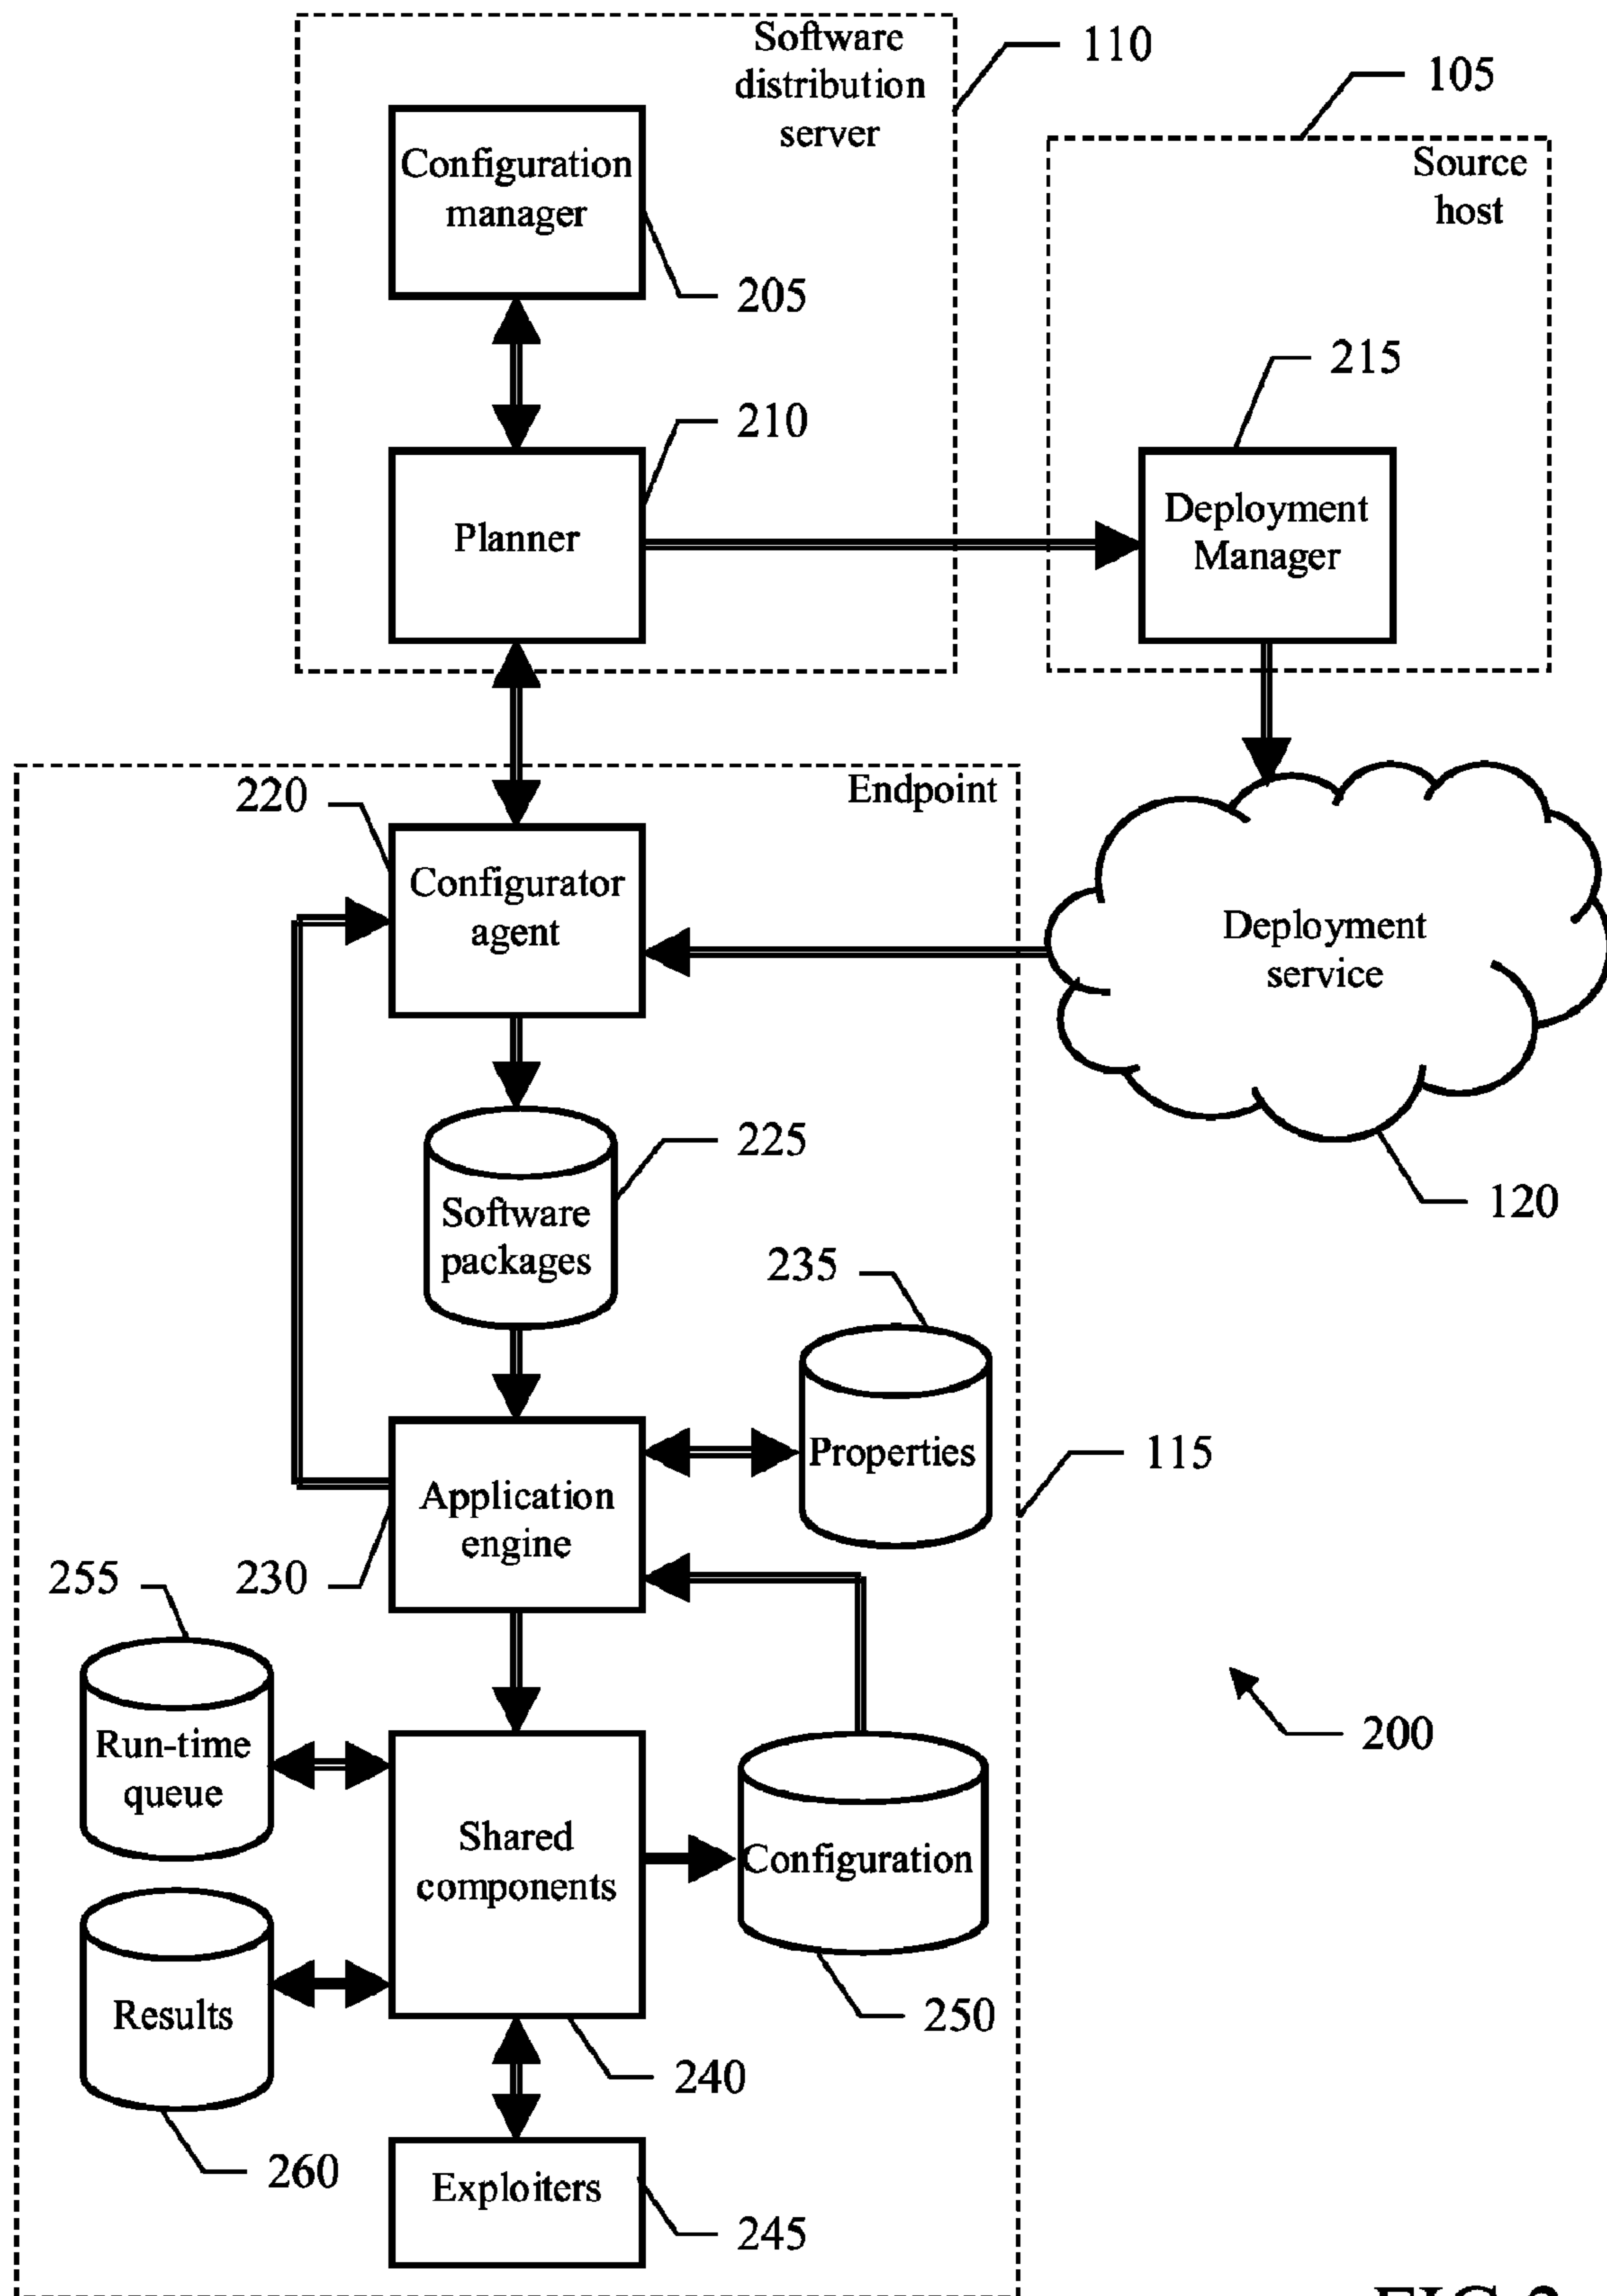 Software
distribution
server
110
105
Source
host
Configuration
manager
205
215
210
Planner
Deployment
Manager
Endpoint
220
Configurator
agent
Deployment
service
225
120
Software
packages
235
Properties
115
Application
engine
255
230
Run-time
queue
200
Shared
components
Configuration
Results
250
240
260
Exploiters
245